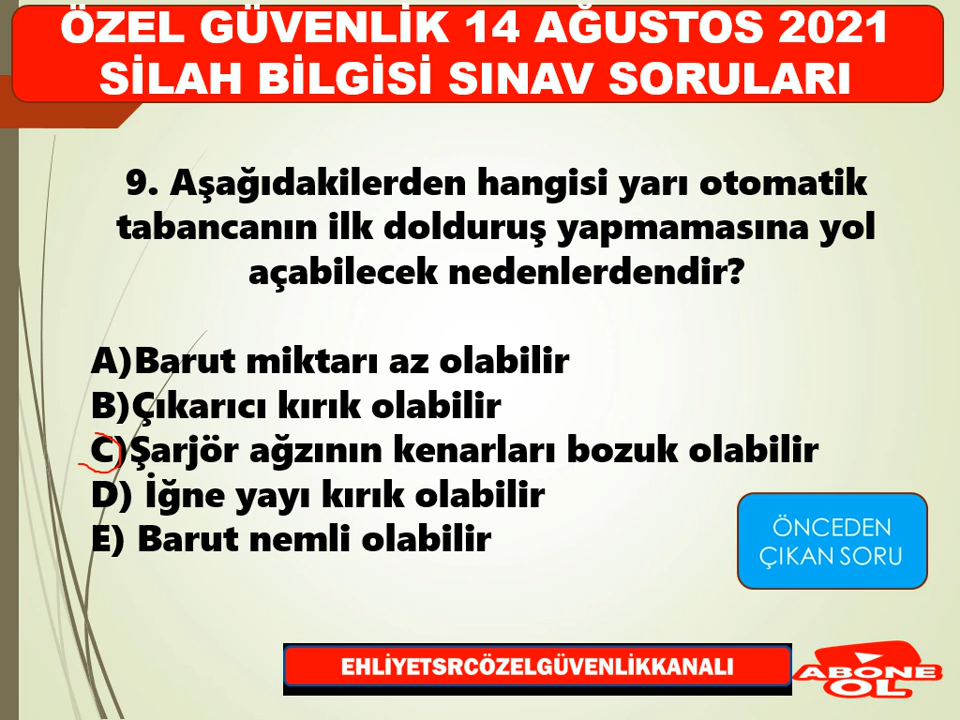 ÖZEL GÜVENLİK 14 AĞUSTOS 2021
SİLAH BİLGİSİ SINAV SORULARI
9. Aşağıdakilerden hangisi yarı otomatik
tabancanın ilk dolduruş yapmamasına yol
açabilecek nedenlerdendir?
A)Barut miktarı az olabilir
B)Çıkarıcı kırık olabilir
C)Şarjör ağzının kenarları bozuk olabilir
D) İğne yayı kırık olabilir
E) Barut nemli olabilir
ÖNCEDEN
ÇIKAN SORU
EHLİYETSRCÖZELGÜVENLİKKANALI
ABONE
OL